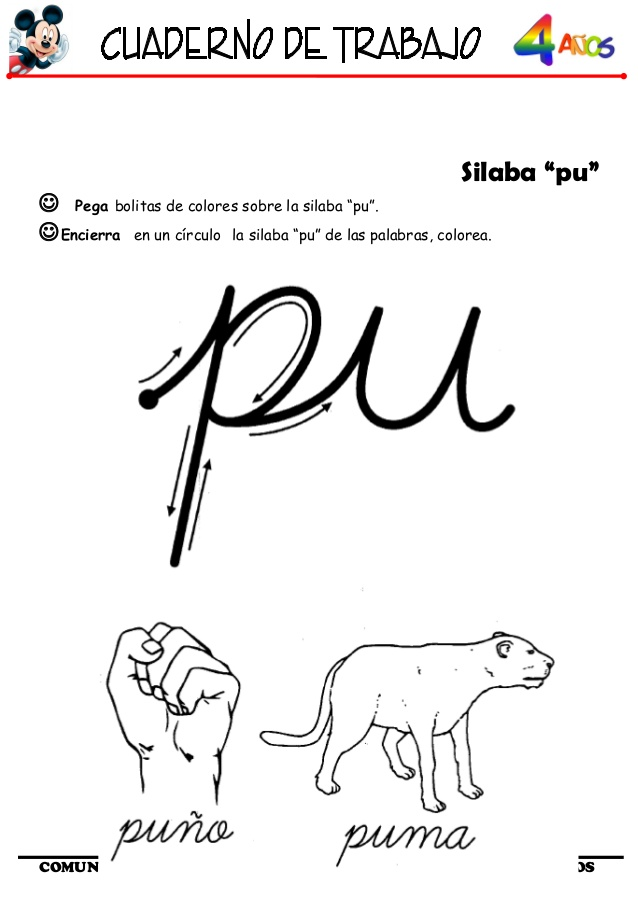 CUADERNO DE TRABAJO 4 AÑOS
Silaba “pu”
Pega bolitas de colores sobre la silaba “pu”.
Encierra en un círculo la silaba “pu” de las palabras, colorea.
pu
puño puma
COMUN OS